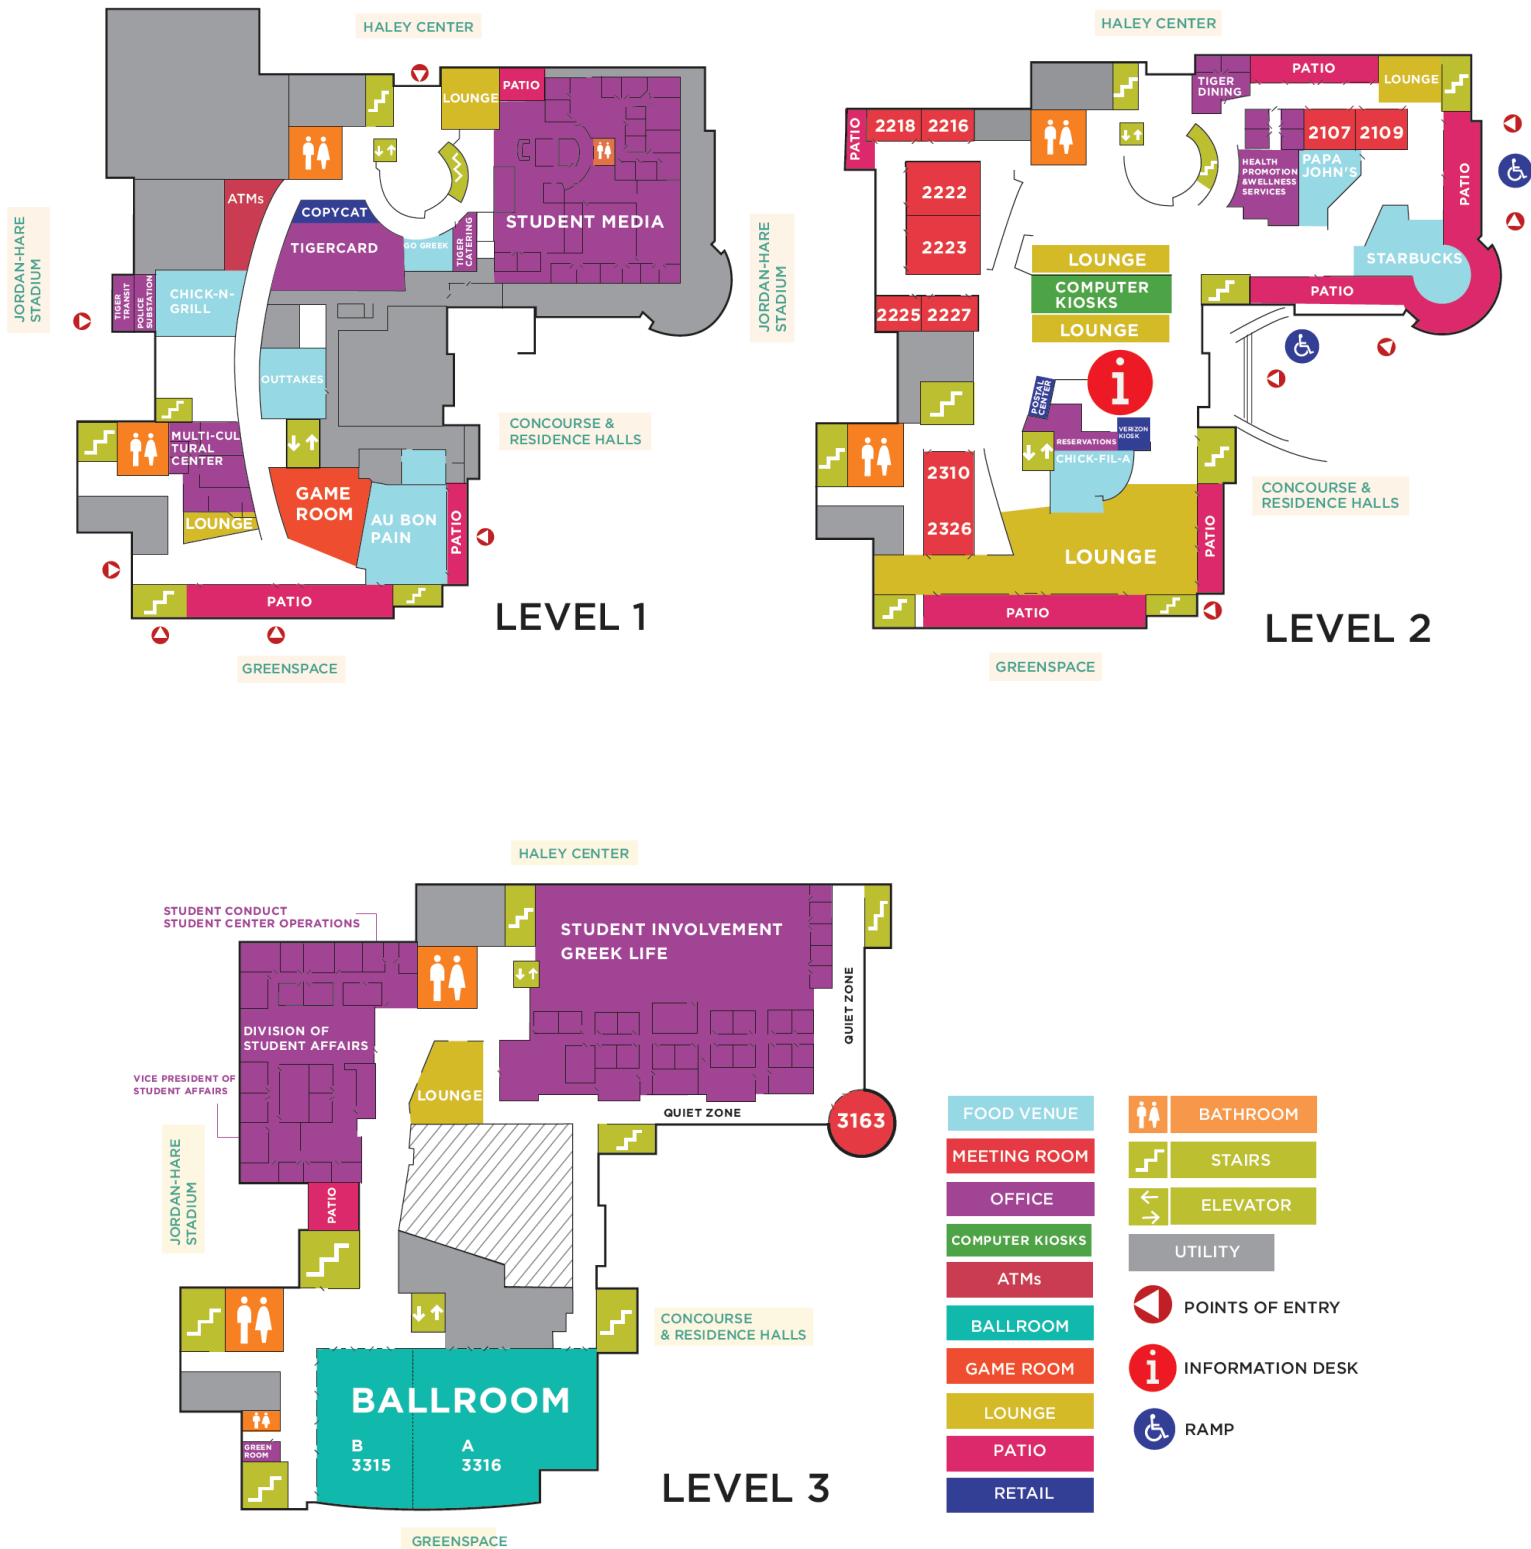 HALEY CENTER
LOUNGE
PATIO
ATMs
COPYCAT
TIGERCARD
GO GREEK
TIGER
CATERING
STUDENT MEDIA
JORDAN-HARE
STADIUM
TIGER
TRANSIT
POLICE
SUBSTATION
CHICK-N-
GRILL
OUTTAKES
MULTI-CUL
TURAL
CENTER
LOUNGE
GAME
ROOM
AU BON
PAIN
PATIO
CONCOURSE &
RESIDENCE HALLS
PATIO
LEVEL 1
GREENSPACE
HALEY CENTER
TIGER
DINING
PATIO
LOUNGE
PATIO
2218
2216
2107
2109
HEALTH
PROMOTION
&WELLNESS
SERVICES
PAPA
JOHN'S
PATIO
2222
2223
JORDAN-HARE
STADIUM
LOUNGE
COMPUTER
KIOSKS
LOUNGE
STARBUCKS
PATIO
2225
2227
i
POSTAL
CENTER
RESERVATIONS
VERIZON
KIOSK
CHICK-FIL-A
2310
2326
LOUNGE
PATIO
CONCOURSE &
RESIDENCE HALLS
PATIO
LEVEL 2
GREENSPACE
HALEY CENTER
STUDENT CONDUCT
STUDENT CENTER OPERATIONS
STUDENT INVOLVEMENT
GREEK LIFE
QUIET ZONE
DIVISION OF
STUDENT AFFAIRS
VICE PRESIDENT OF
STUDENT AFFAIRS
LOUNGE
QUIET ZONE
3163
JORDAN-HARE
STADIUM
PATIO
CONCOURSE
& RESIDENCE HALLS
BALLROOM
B
3315
A
3316
GREEN
ROOM
LEVEL 3
GREENSPACE
FOOD VENUE
MEETING ROOM
OFFICE
COMPUTER KIOSKS
ATMs
BALLROOM
GAME ROOM
LOUNGE
PATIO
RETAIL
BATHROOM
STAIRS
ELEVATOR
UTILITY
POINTS OF ENTRY
i
INFORMATION DESK
RAMP